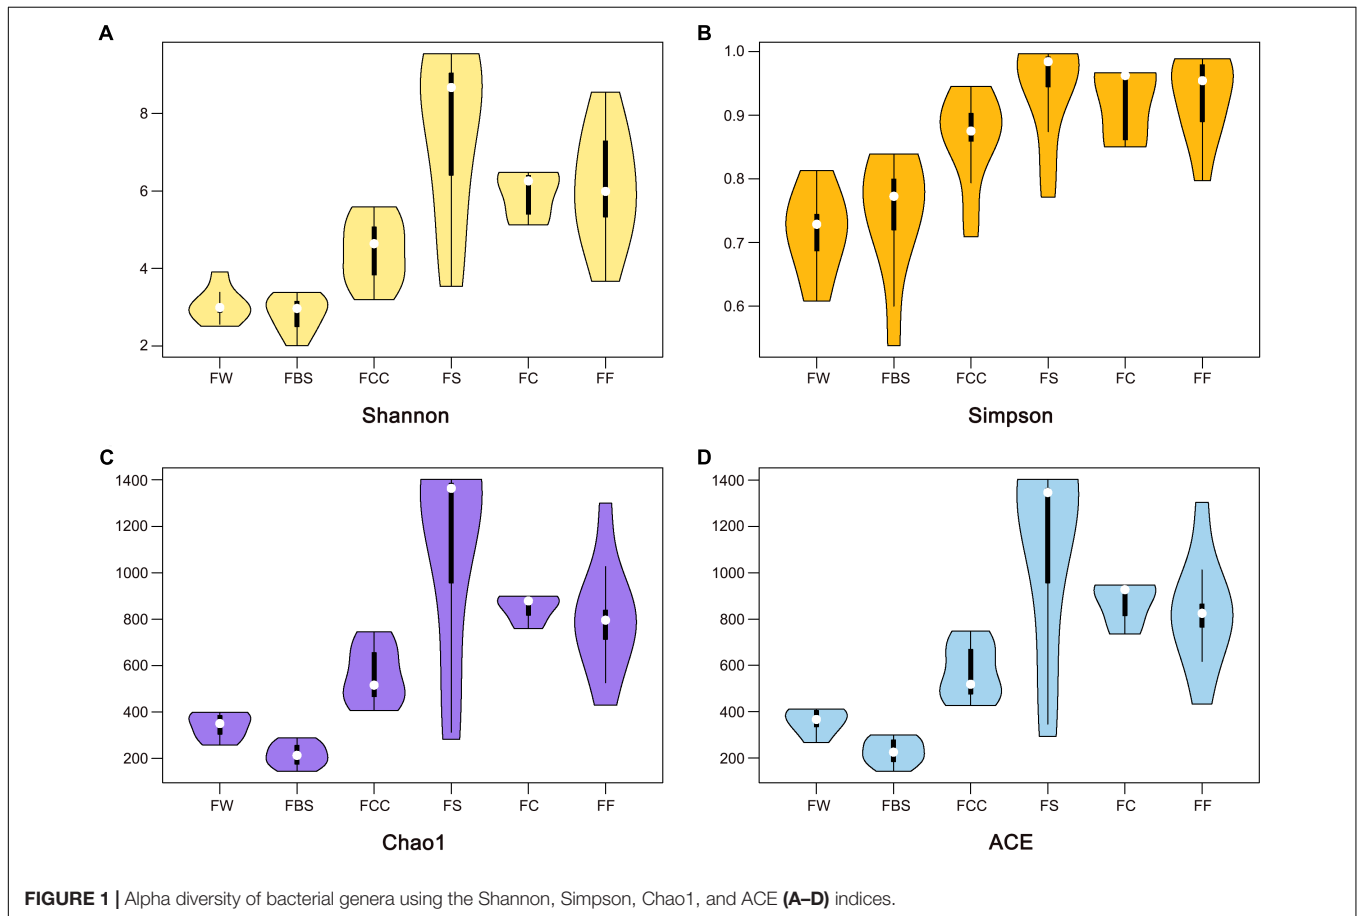 A
8
6
4
2
FW FBS FCC FS FC FF
Shannon
B
1.0
0.9
0.8
0.7
0.6
FW FBS FCC FS FC FF
Simpson
C
1400
1200
1000
800
600
400
200
FW FBS FCC FS FC FF
Chao1
D
1400
1200
1000
800
600
400
200
FW FBS FCC FS FC FF
ACE
FIGURE 1 | Alpha diversity of bacterial genera using the Shannon, Simpson, Chao1, and ACE (A–D) indices.